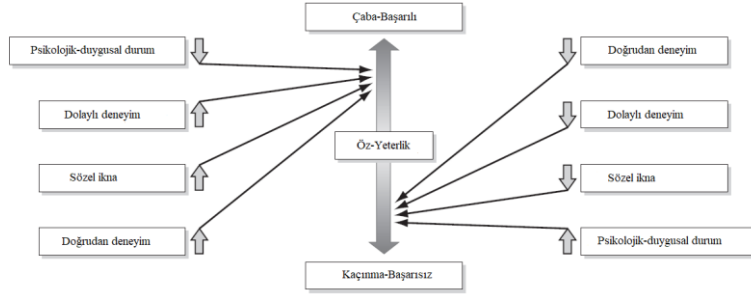 Çaba-Başarılı
Psikolojik-duygusal durum
Dolaylı deneyim
Sözel ikna
Doğrudan deneyim
Öz-Yeterlik
Doğrudan deneyim
Dolaylı deneyim
Sözel ikna
Psikolojik-duygusal durum
Kaçınma-Başarısız